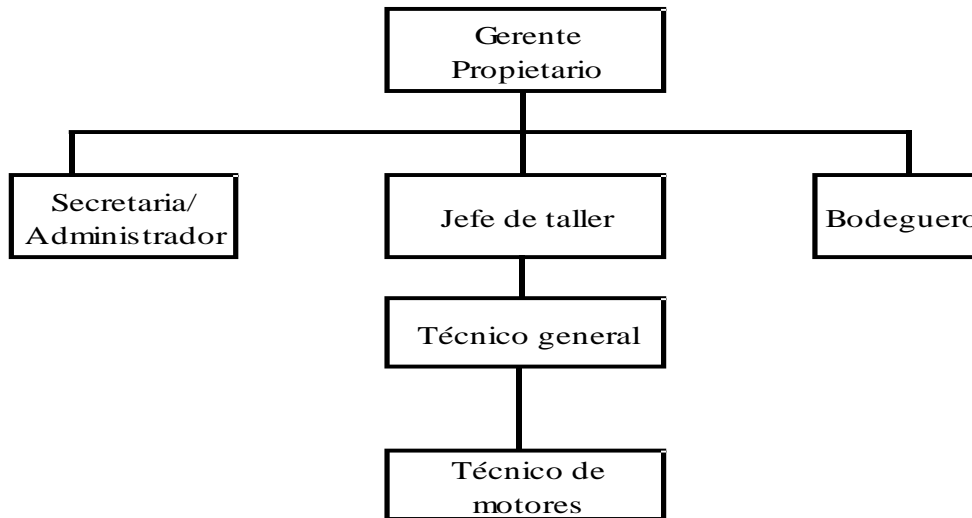 Gerente
Propietario
Secretaria/
Administrador
Jefe de taller
Bodeguero
Técnico general
Técnico de
motores